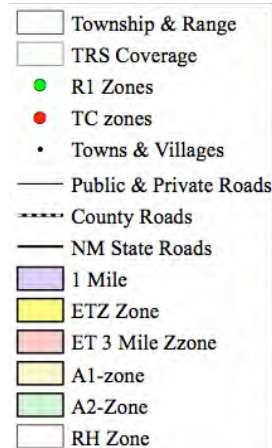 Township & Range
TRS Coverage
R1 Zones
TC zones
Towns & Villages
Public & Private Roads
County Roads
NM State Roads
1 Mile
ETZ Zone
ET 3 Mile Zzone
A1-zone
A2-Zone
RH Zone